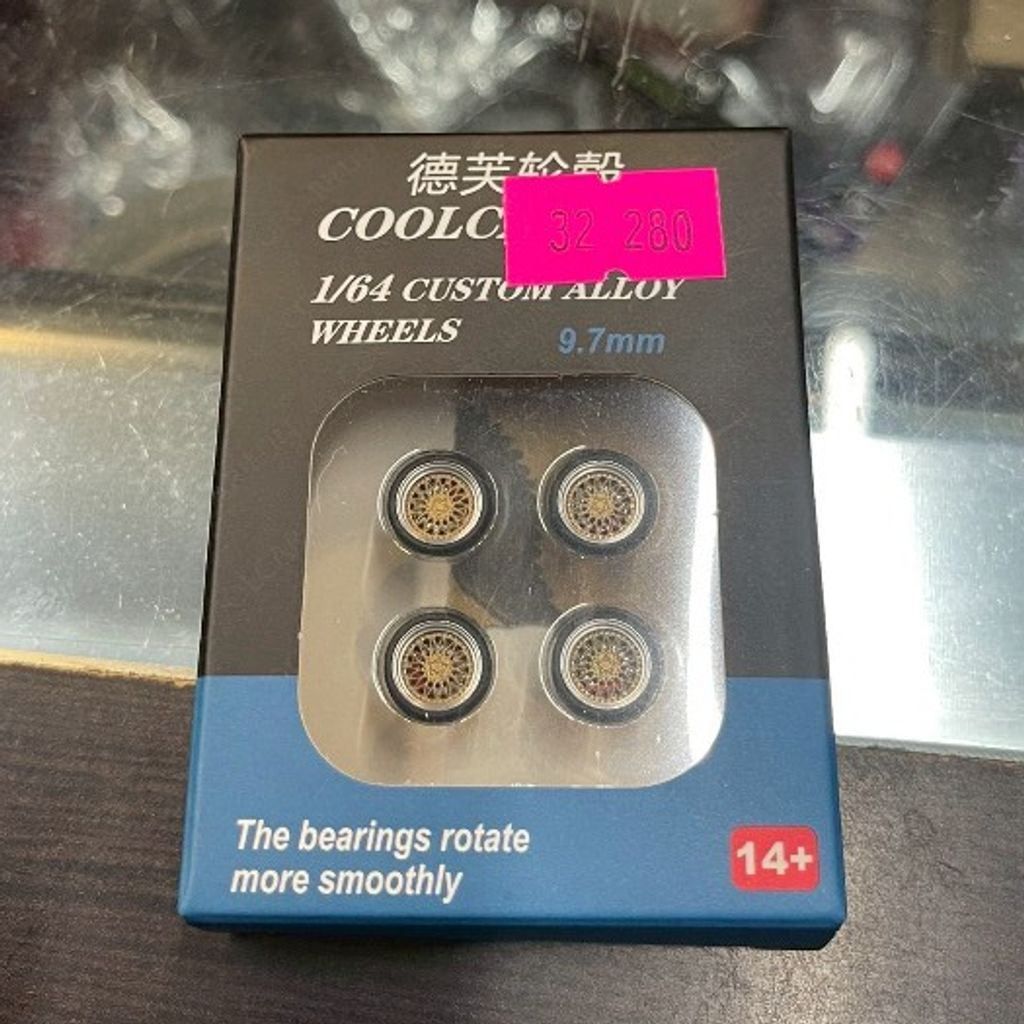 德芙轮毂
32 280
1/64 CUSTOM ALLOY
WHEELS
9.7mm
The bearings rotate
more smoothly
14+